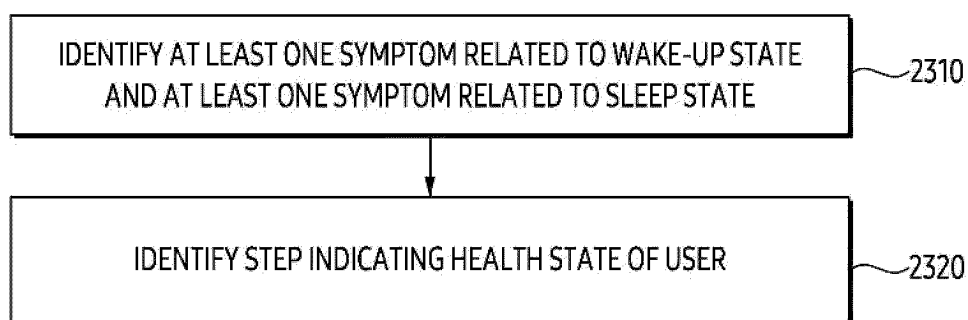 IDENTIFY AT LEAST ONE SYMPTOM RELATED TO WAKE-UP STATE
AND AT LEAST ONE SYMPTOM RELATED TO SLEEP STATE
2310
IDENTIFY STEP INDICATING HEALTH STATE OF USER
2320